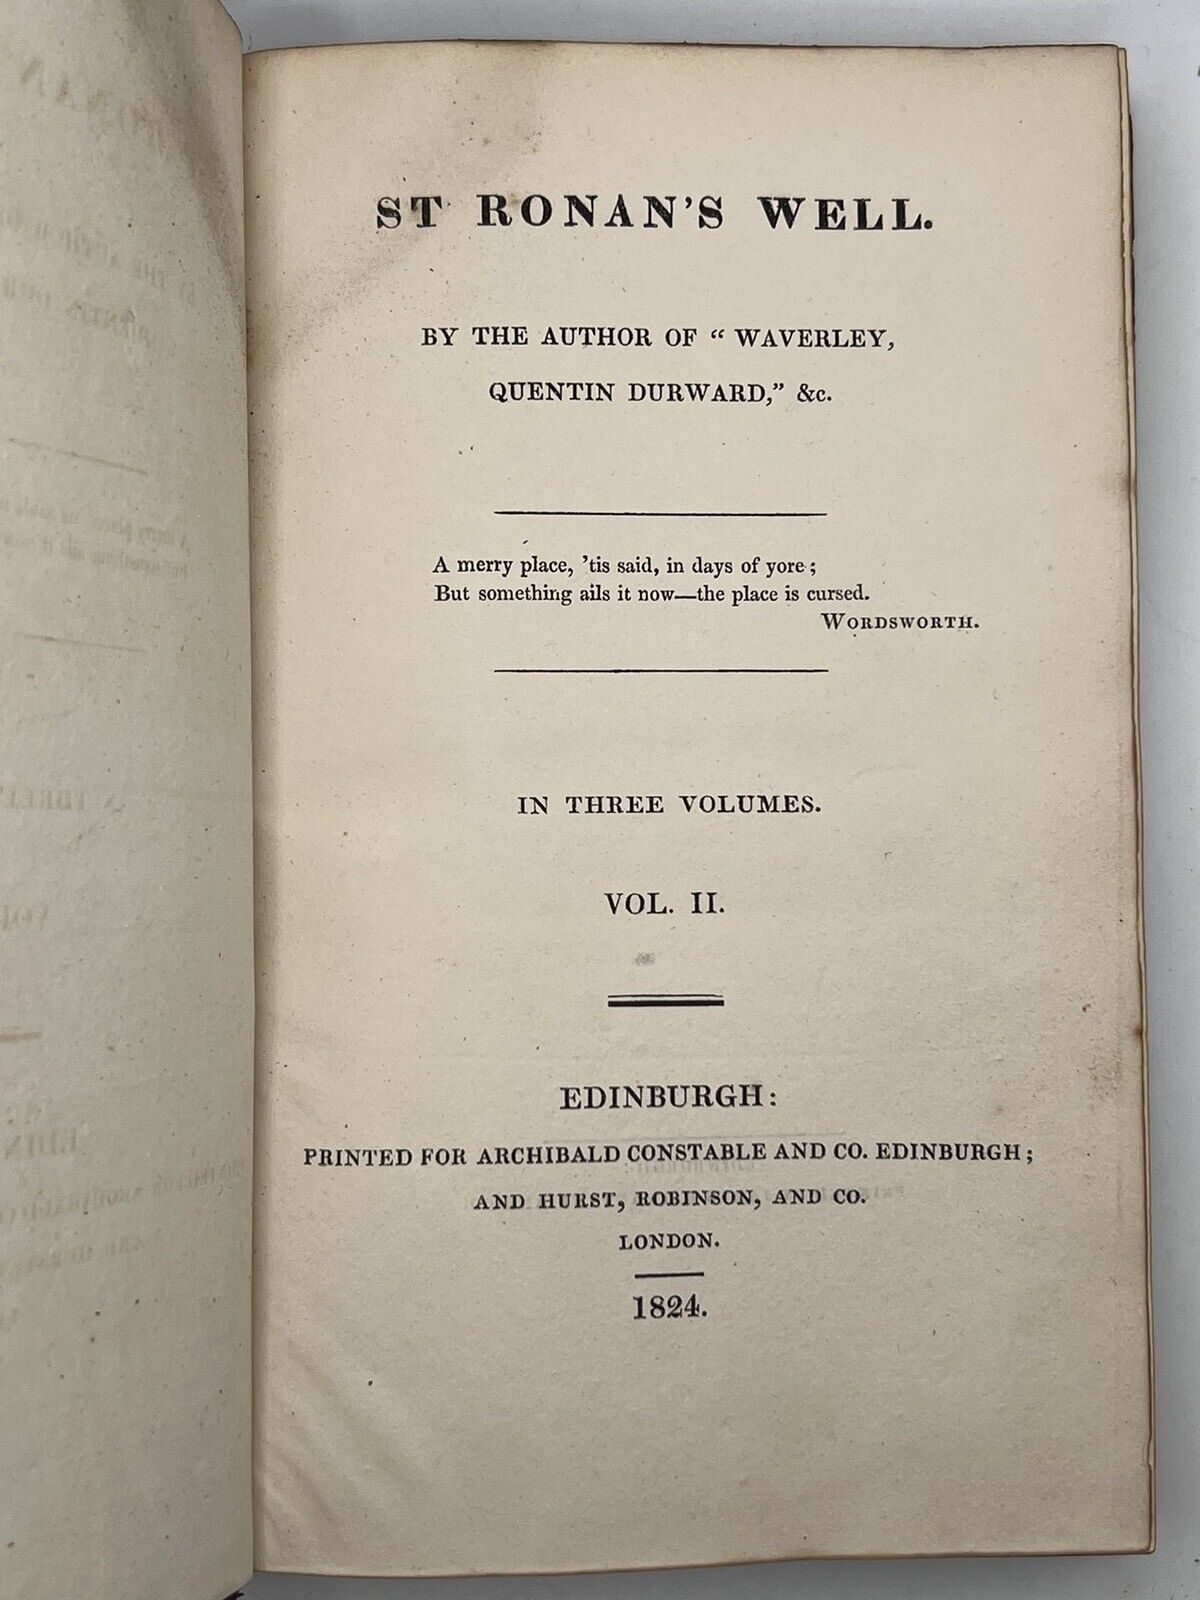 ST RONAN'S WELL.
BY THE AUTHOR OF “ WAVERLEY,
QUENTIN DURWARD,” &c.
A merry place, ’tis said, in days of yore ;
But something ails it now—the place is cursed.
WORDSWORTH.
IN THREE VOLUMES.
VOL. II.
EDINBURGH:
PRINTED FOR ARCHIBALD CONSTABLE AND CO. EDINBURGH ;
AND HURST, ROBINSON, AND CO.
LONDON.
1824.